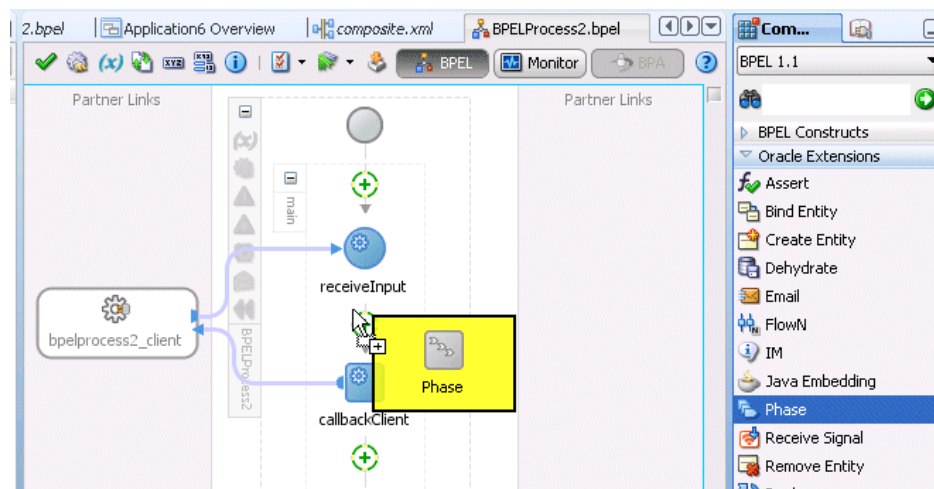 2.bpel Application6 Overview composite.xml BPELProcess2.bpel Com...
(x) XYZ BPEL Monitor BPA ? BPEL 1.1
Partner Links
Partner Links
BPEL Constructs
Oracle Extensions
Assert
Bind Entity
Create Entity
Dehydrate
Email
FlowN
IM
Java Embedding
Phase
Receive Signal
Remove Entity
(x)
main
receiveInput
bpelprocess2_client
BPELProcess2
Phase
callbackClient